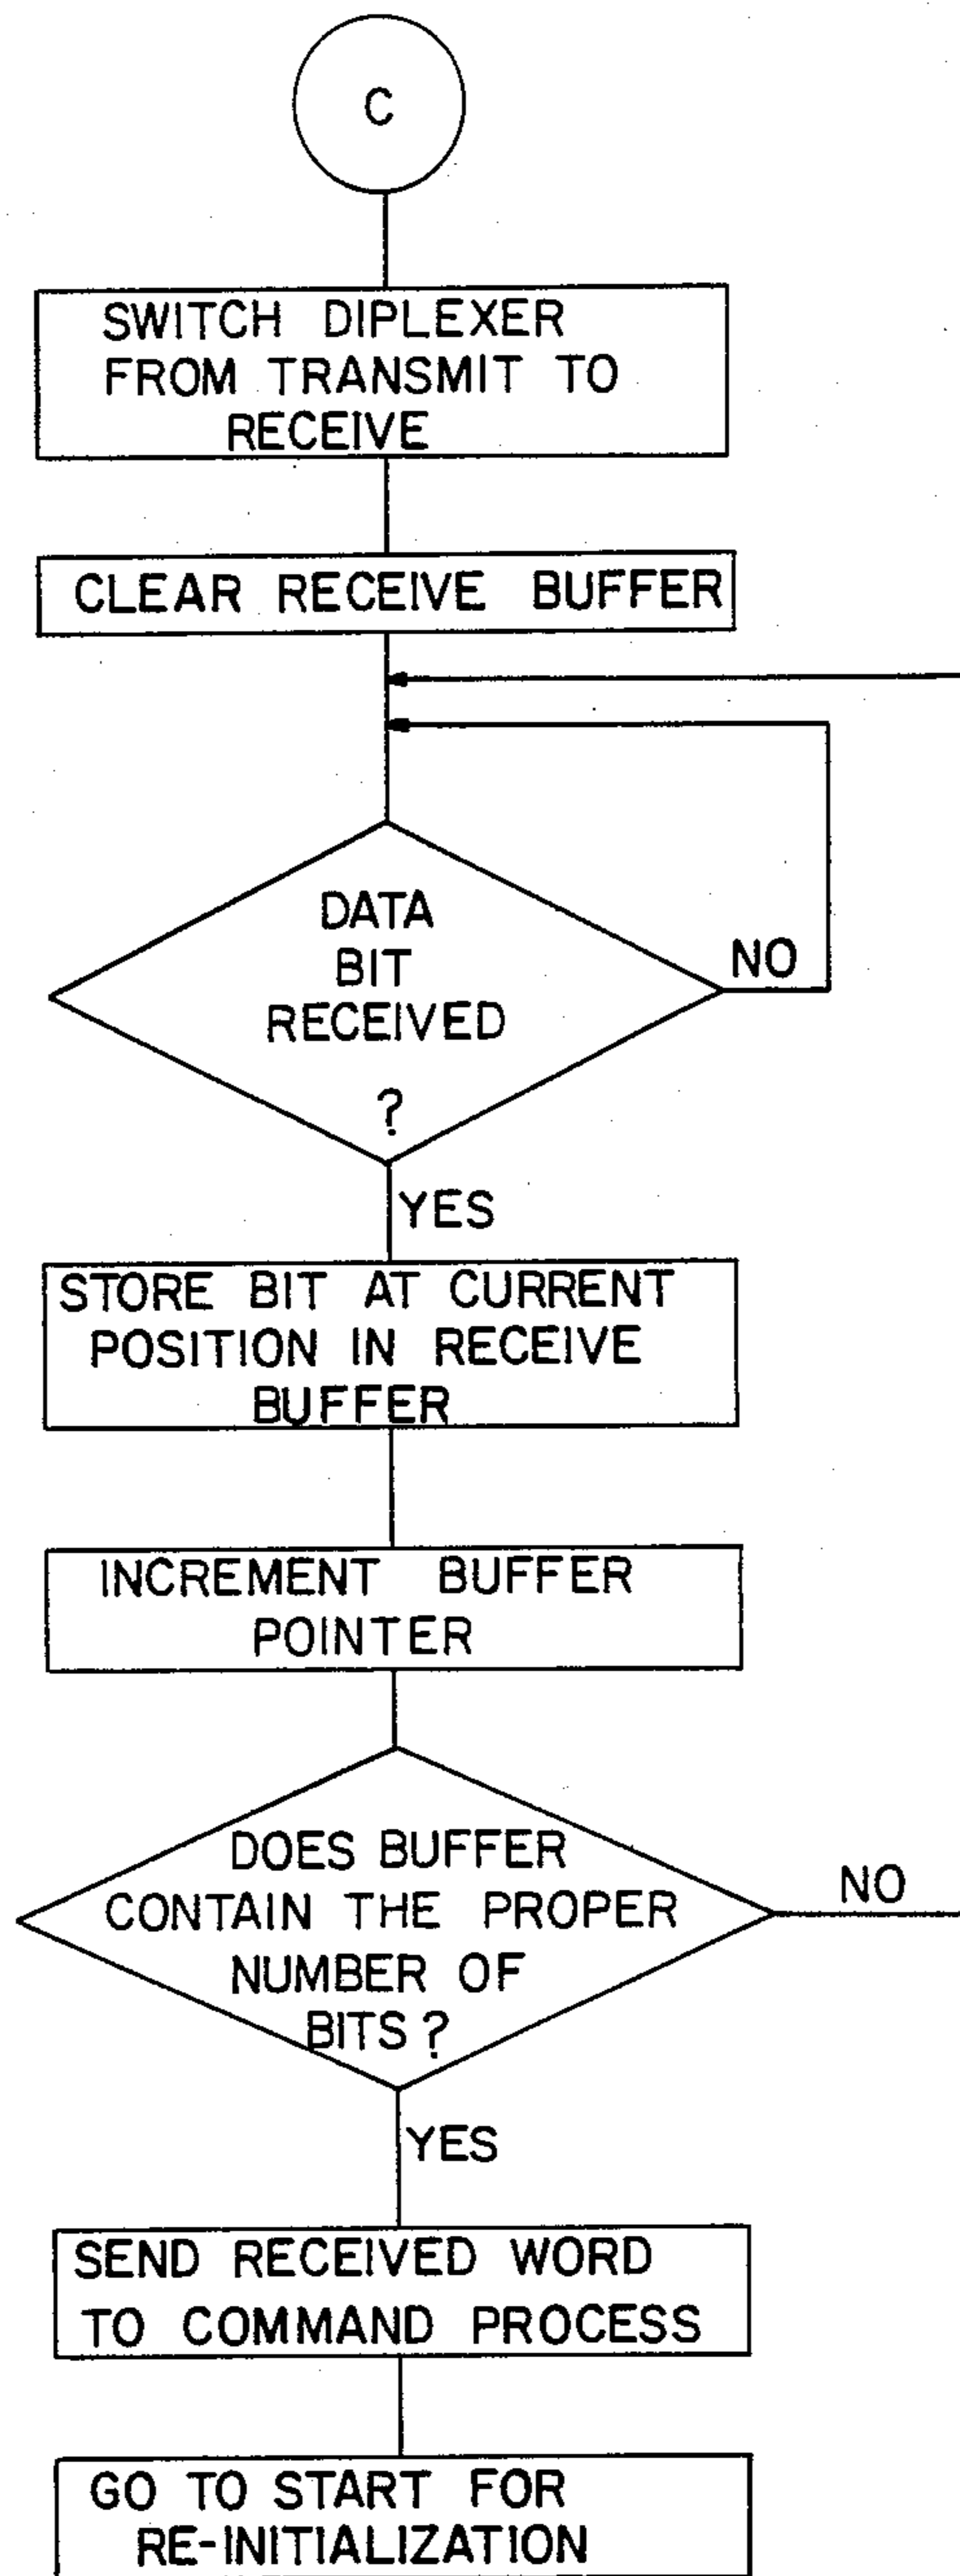 C
SWITCH DIPLEXER
FROM TRANSMIT TO
RECEIVE
CLEAR RECEIVE BUFFER
DATA
BIT
RECEIVED
?
NO
YES
STORE BIT AT CURRENT
POSITION IN RECEIVE
BUFFER
INCREMENT BUFFER
POINTER
DOES BUFFER
CONTAIN THE PROPER
NUMBER OF
BITS?
NO
YES
SEND RECEIVED WORD
TO COMMAND PROCESS
GO TO START FOR
RE-INITIALIZATION